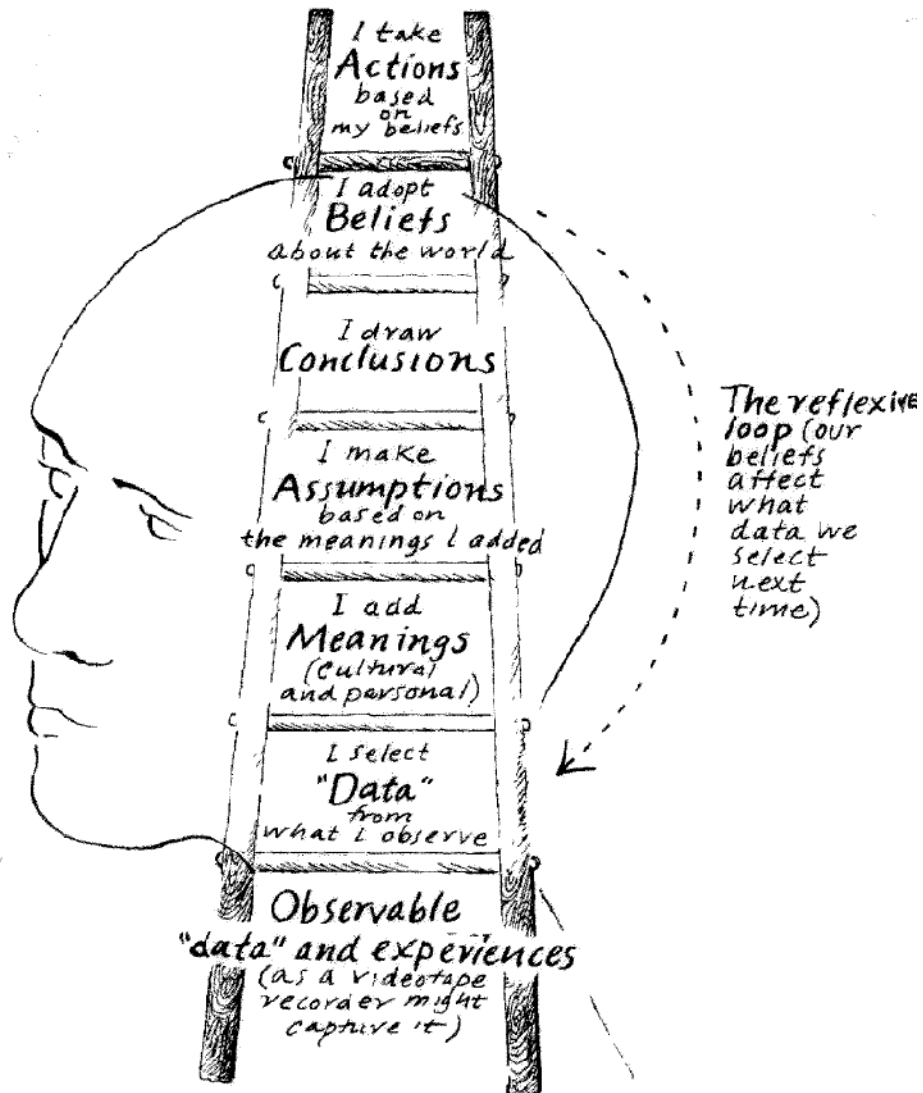 I take
Actions
based
on
my beliefs
I adopt
Beliefs
about the world
I draw
Conclusions
I make
Assumptions
based on
the meanings I added
I add
Meanings
(cultural
and personal)
I select
"Data"
from
what I observe
Observable
"data" and experiences
(as a videotape
recorder might
capture it)
The reflexive
loop (our
beliefs
affect
what
data we
select
next
time)